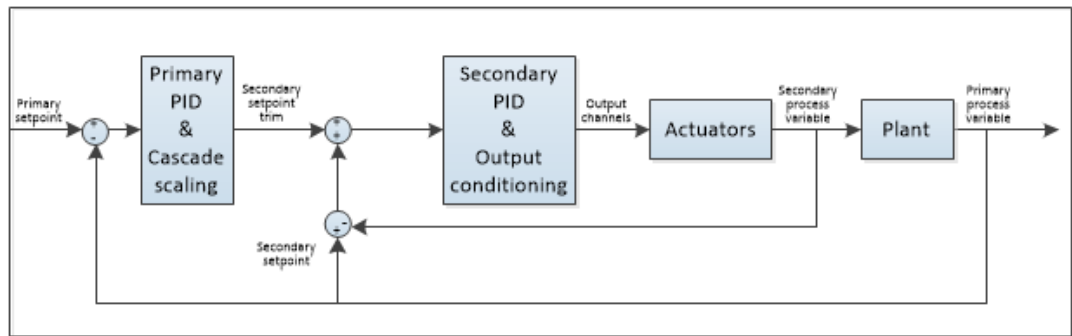 Primary
setpoint
Primary
PID
&
Cascade
scaling
Secondary
setpoint
trim
Secondary
PID
&
Output
conditioning
Output
channels
Actuators
Secondary
process
variable
Plant
Primary
process
variable
Secondary
setpoint